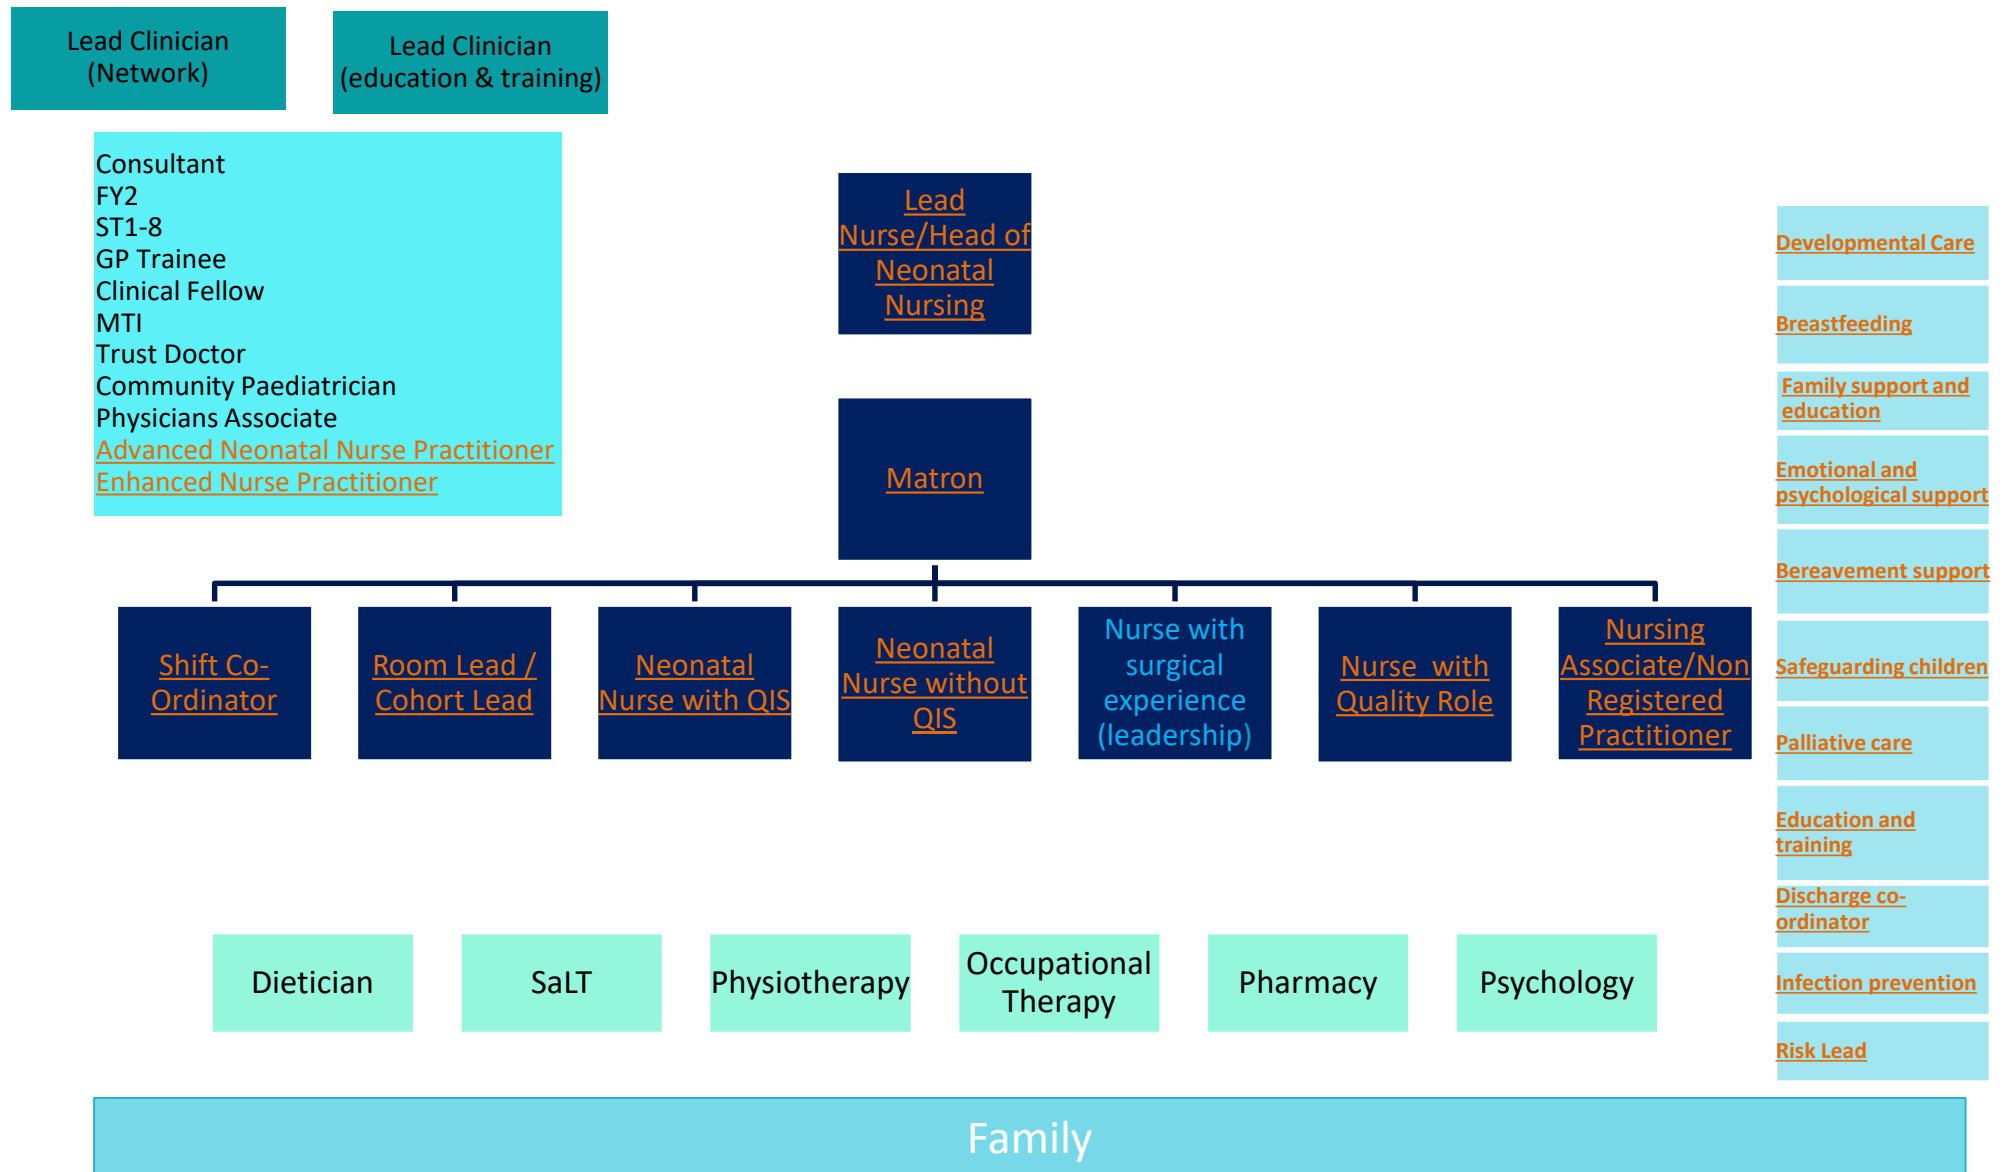 Lead Clinician
(Network)
Lead Clinician
(education & training)
Consultant
FY2
ST1-8
GP Trainee
Clinical Fellow
MTI
Trust Doctor
Community Paediatrician
Physicians Associate
Advanced Neonatal Nurse Practitioner
Enhanced Nurse Practitioner
Lead
Nurse/Head of
Neonatal
Nursing
Matron
Shift Co-
Ordinator
Room Lead /
Cohort Lead
Neonatal
Nurse with QIS
Neonatal
Nurse without
QIS
Nurse with
surgical
experience
(leadership)
Nurse with
Quality Role
Nursing
Associate/Non
Registered
Practitioner
Developmental Care
Breastfeeding
Family support and
education
Emotional and
psychological support
Bereavement support
Safeguarding children
Palliative care
Education and
training
Discharge co-
ordinator
Infection prevention
Risk Lead
Dietician
SaLT
Physiotherapy
Occupational
Therapy
Pharmacy
Psychology
Family